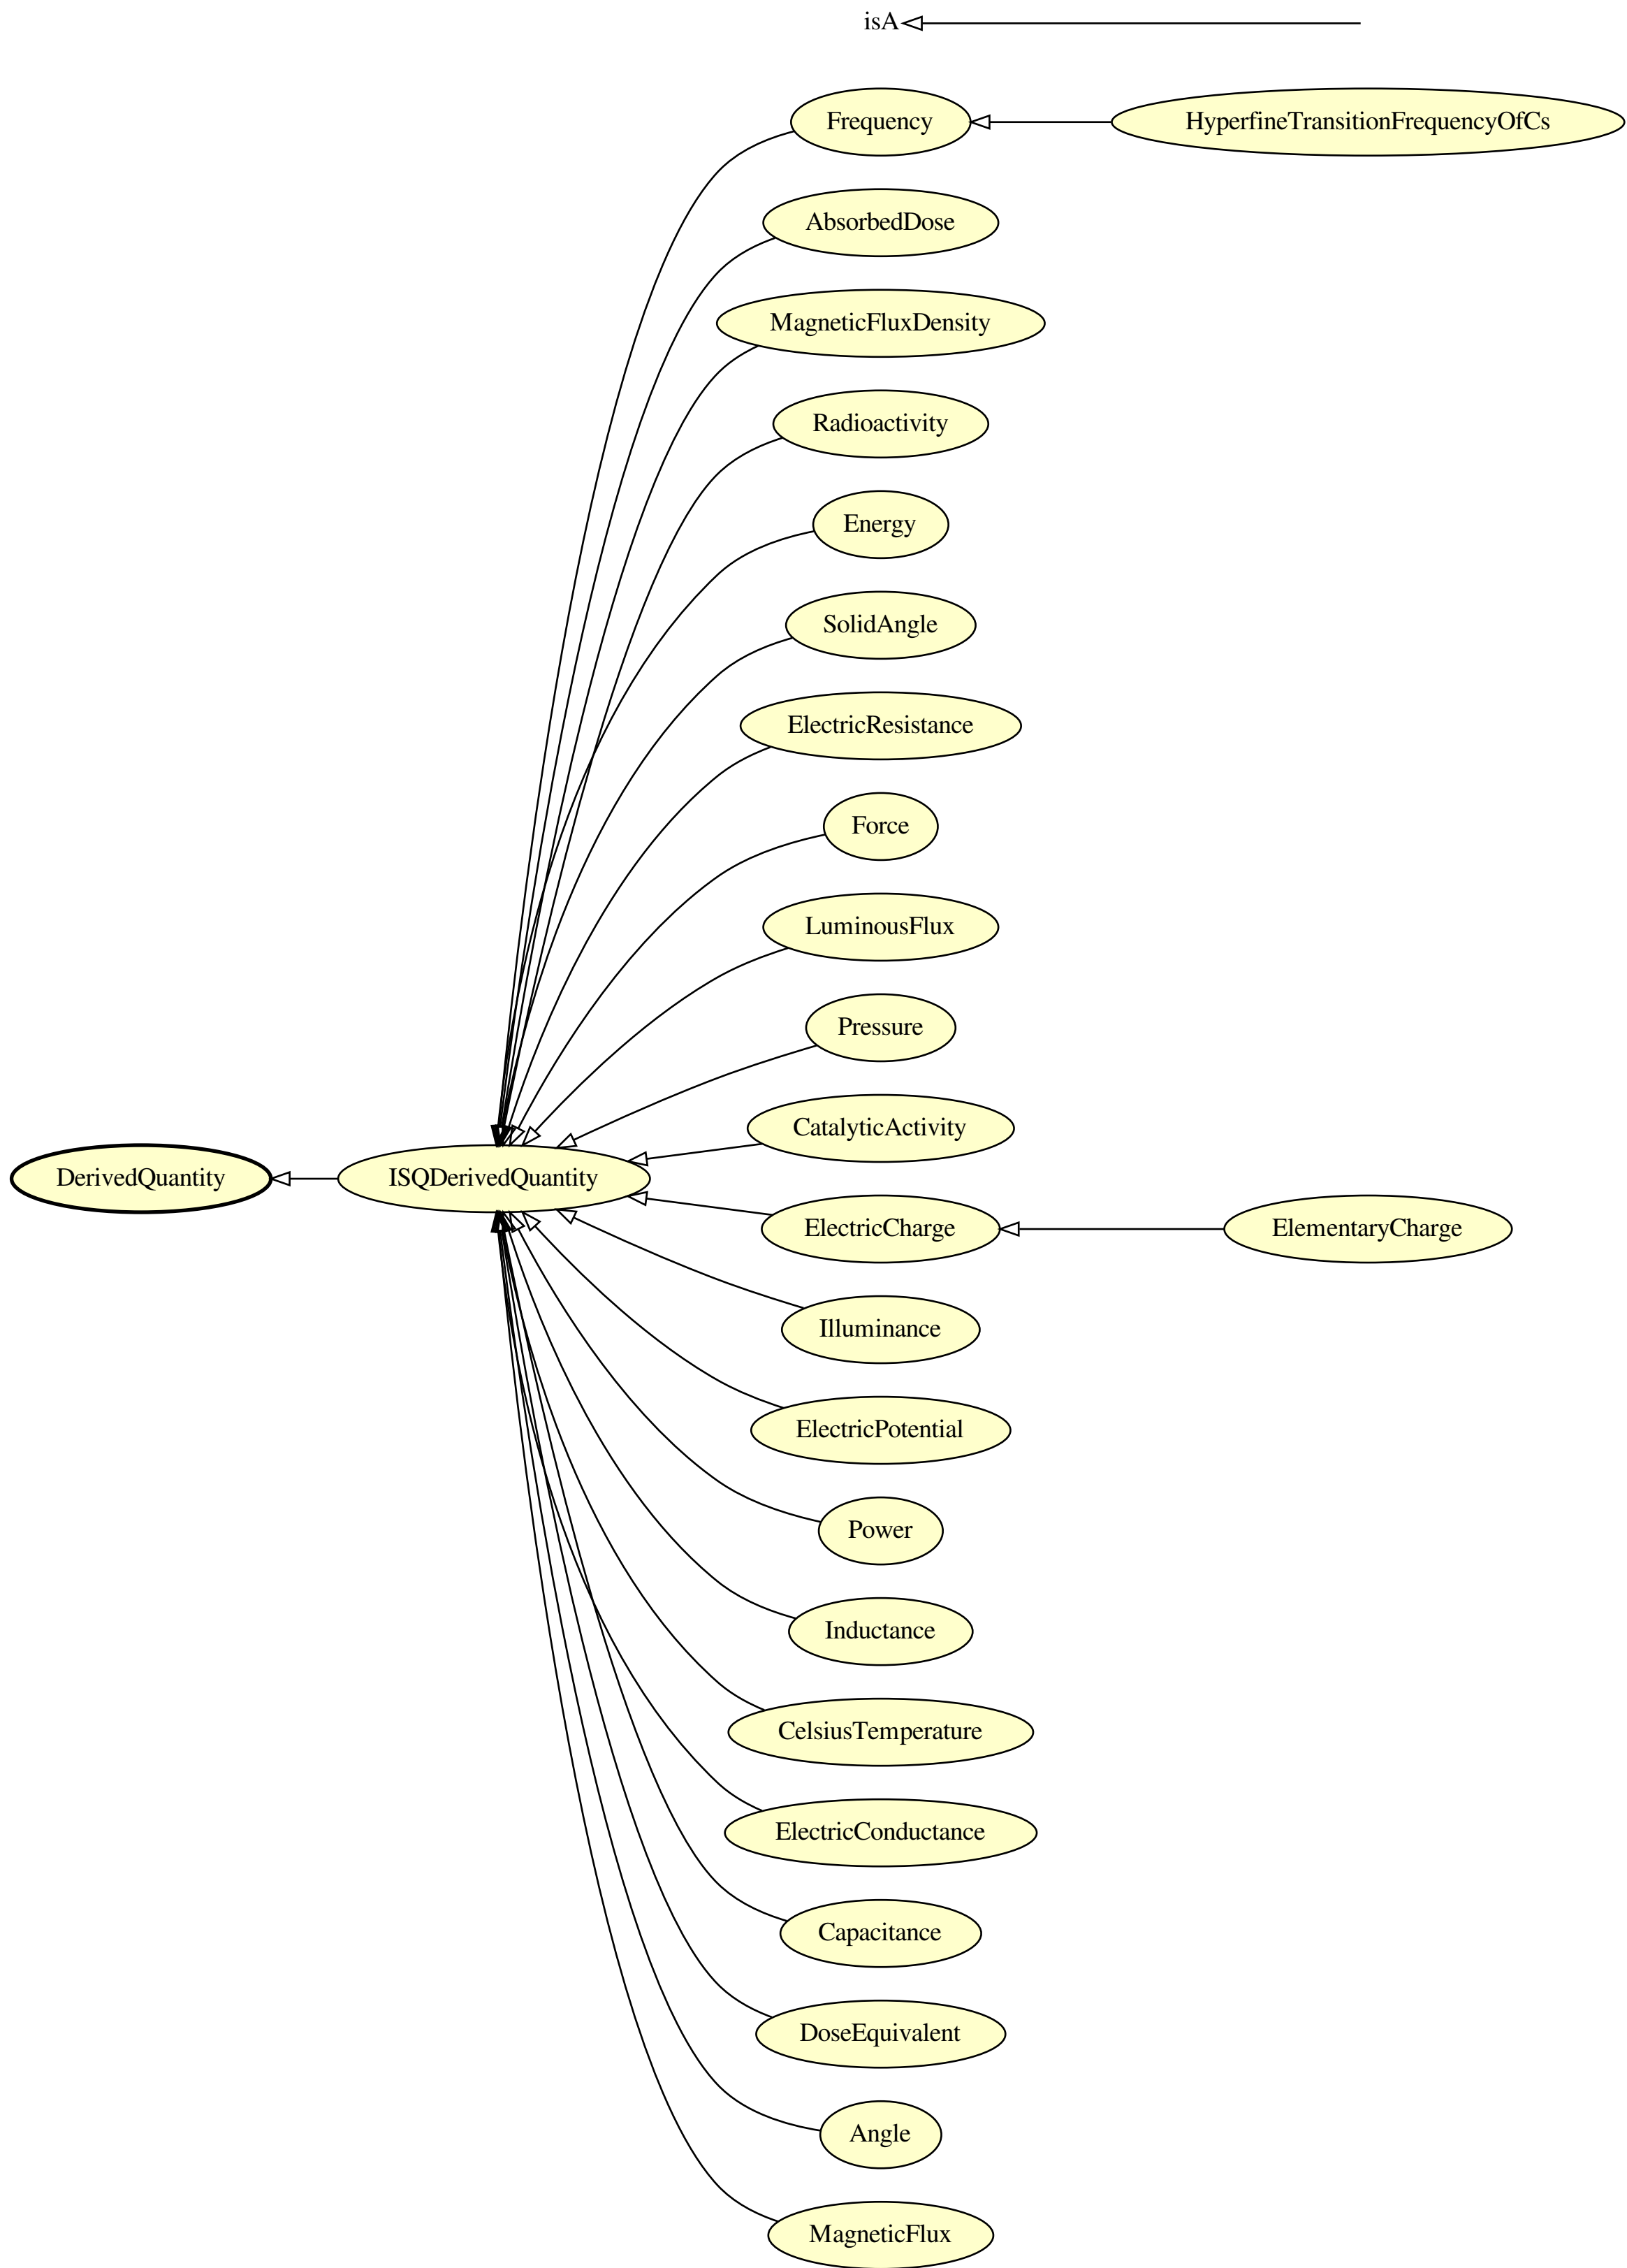 isA
Frequency
HyperfineTransitionFrequencyOfCs
AbsorbedDose
MagneticFluxDensity
Radioactivity
Energy
SolidAngle
ElectricResistance
Force
LuminousFlux
Pressure
CatalyticActivity
DerivedQuantity
ISQDerivedQuantity
ElectricCharge
ElementaryCharge
Illuminance
ElectricPotential
Power
Inductance
CelsiusTemperature
ElectricConductance
Capacitance
DoseEquivalent
Angle
MagneticFlux